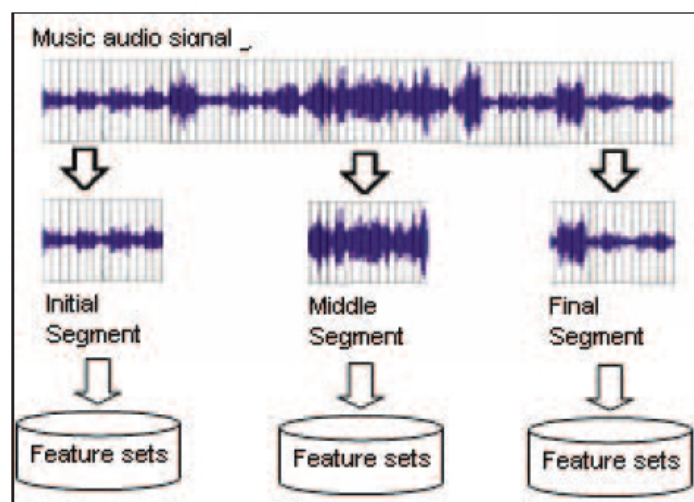 Music audio signal _
Initial
Segment
Middle
Segment
Final
Segment
Feature sets
Feature sets
Feature sets